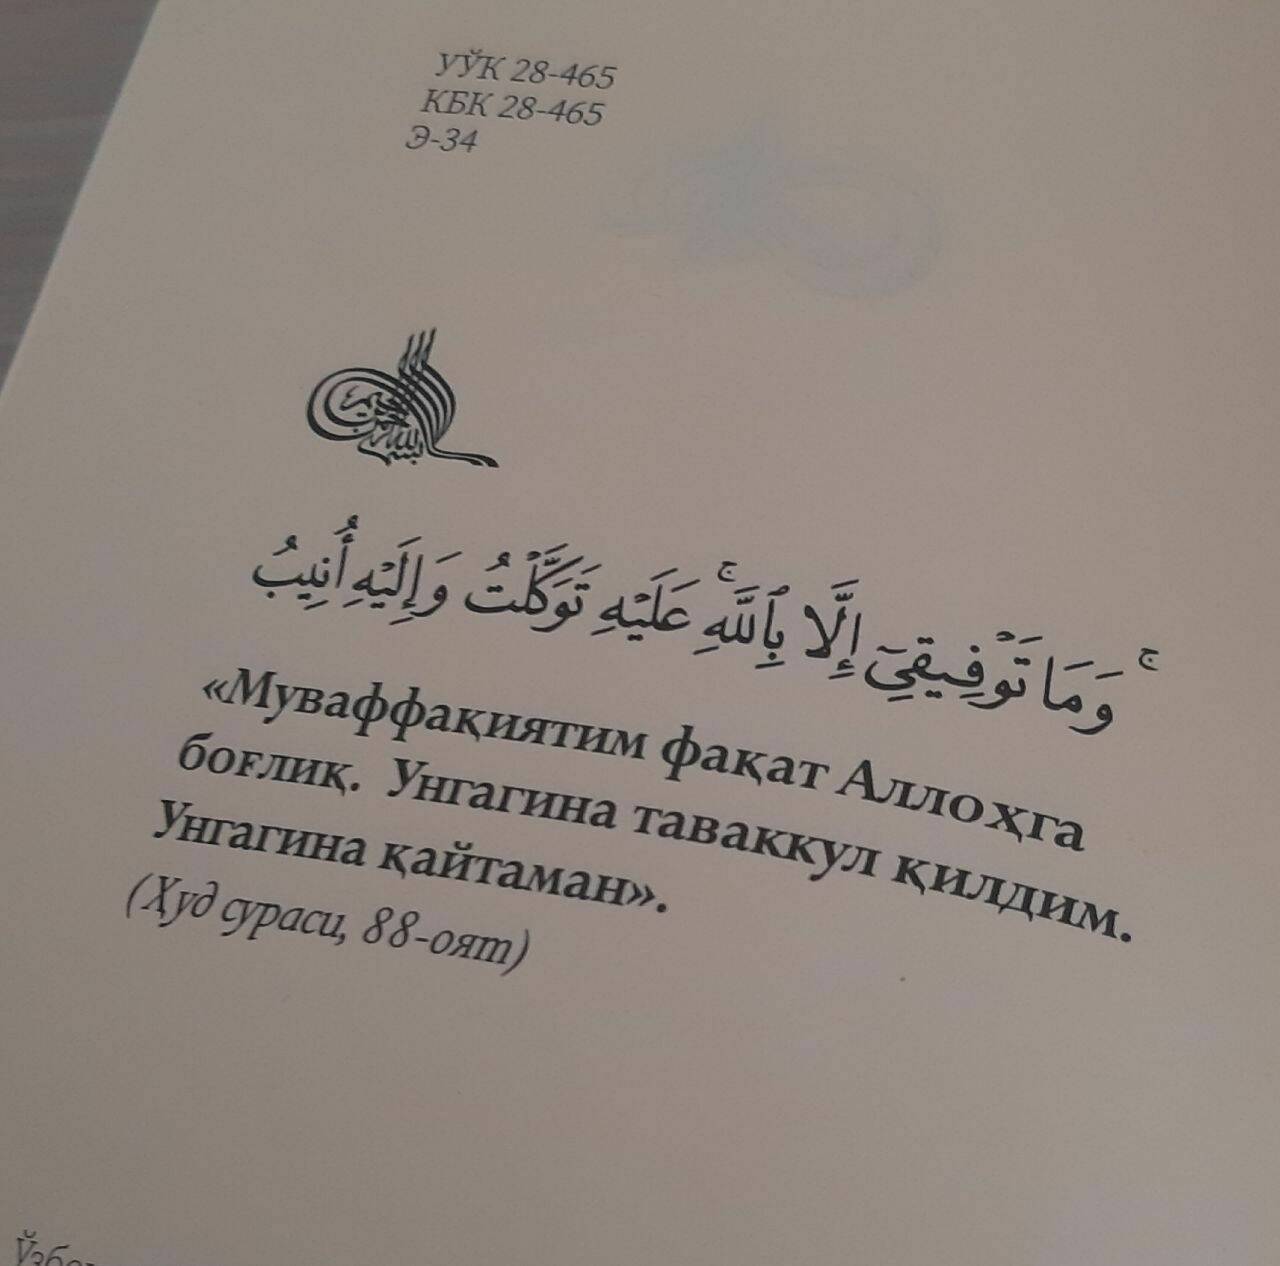 УЎК 28-465
КБК 28-465
Э-34
ۚ وَمَا تَوْفِيقِيٓ إِلَّا بِٱللَّهِۚ عَلَيْهِ تَوَكَّلْتُ وَإِلَيْهِ أُنِيبُ
«Муваффақиятим фақат Аллоҳга
боғлиқ. Унгагина таваккул қилдим.
Унгагина қайтаман».
(Ҳуд сураси, 88-оят)